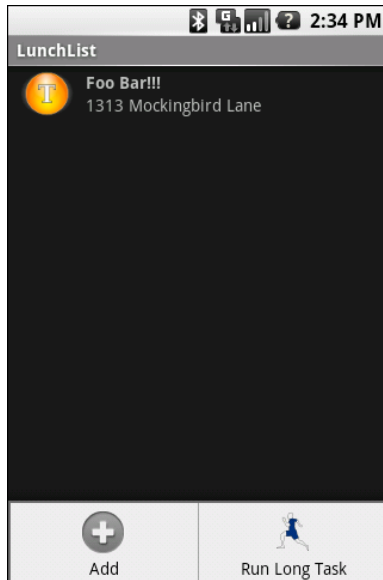 G 2:34 PM
LunchList
T
Foo Bar!!!
1313 Mockingbird Lane
Add
Run Long Task